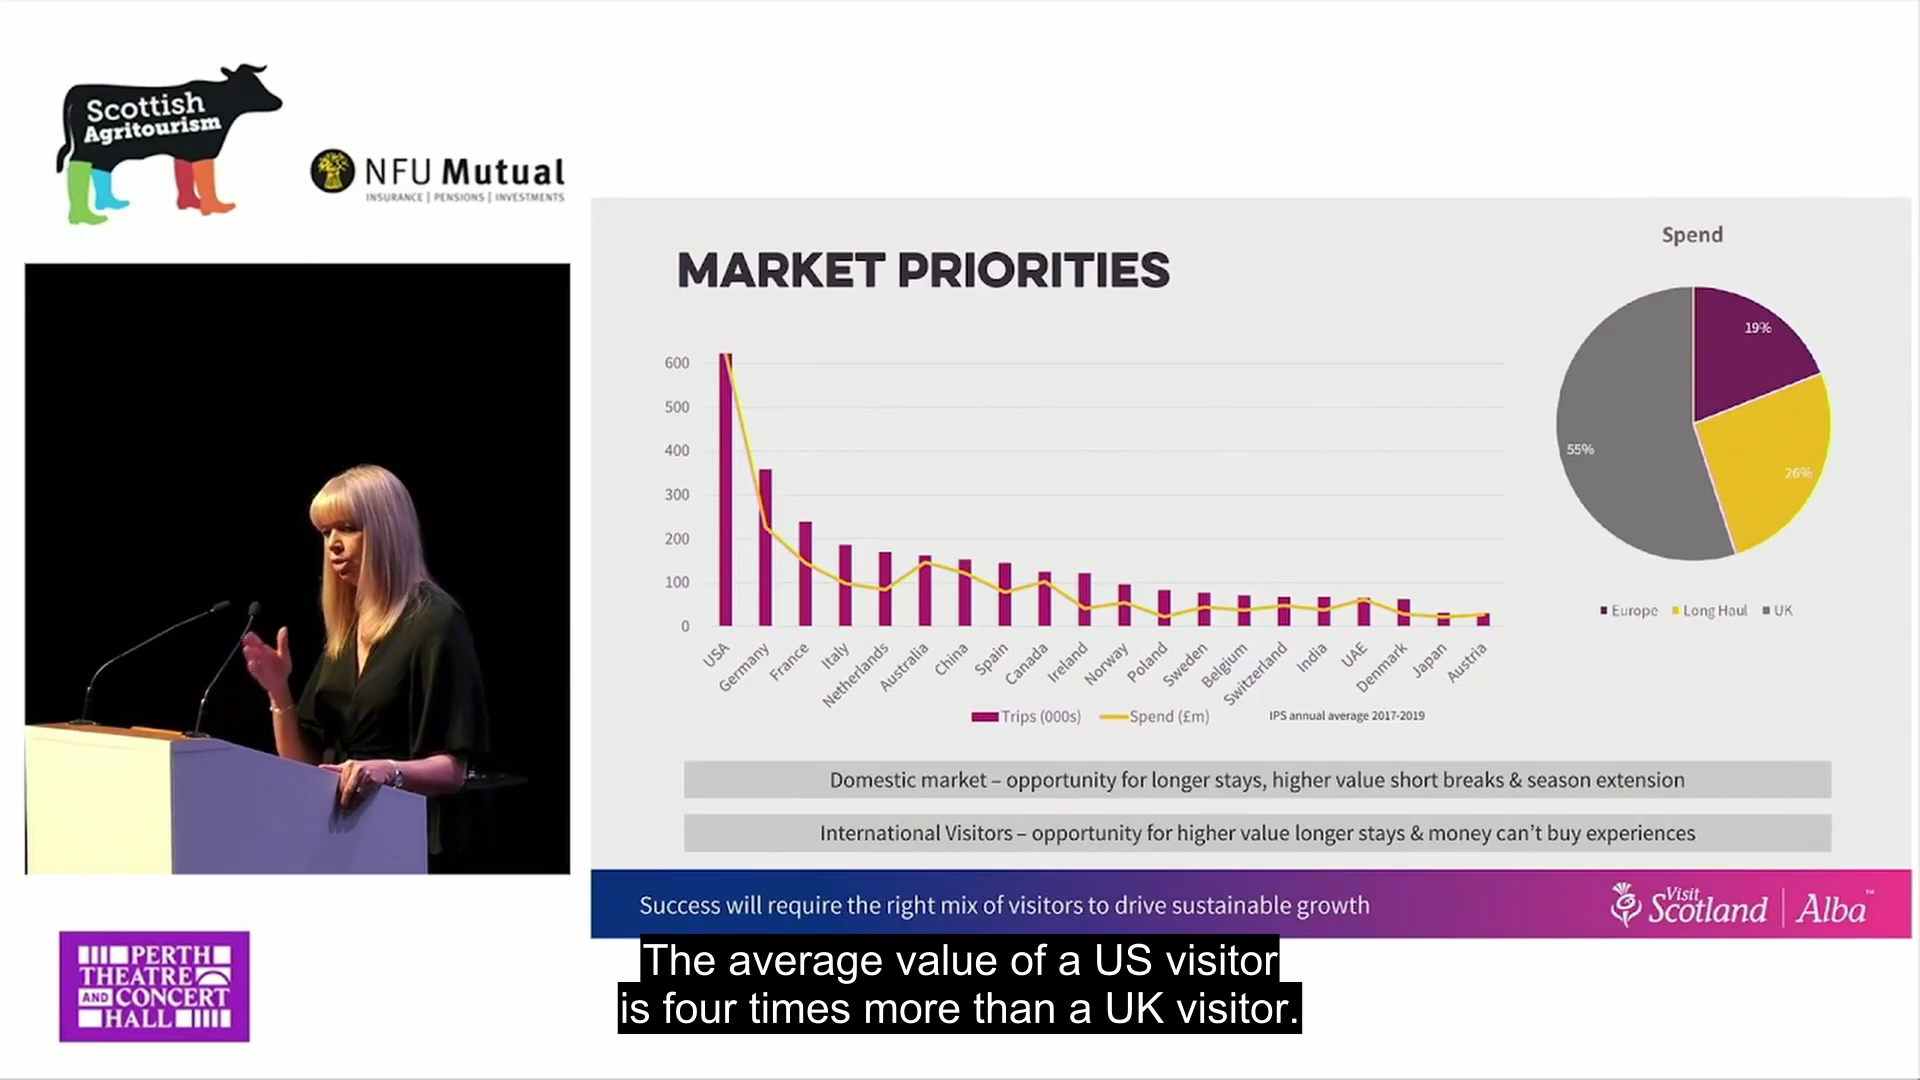 Scottish
Agritourism
NFU Mutual
INSURANCE | PENSIONS | INVESTMENTS
MARKET PRIORITIES
Spend
600
500
400
300
200
100
0
USA
Germany
France
Italy
Netherlands
Australia
China
Spain
Canada
Ireland
Norway
Poland
Sweden
Belgium
Switzerland
India
UAE
Denmark
Japan
Austria
Trips (000s)
Spend (£m)
IPS annual average 2017-2019
19%
26%
55%
Europe
Long Haul
UK
Domestic market – opportunity for longer stays, higher value short breaks & season extension
International Visitors – opportunity for higher value longer stays & money can't buy experiences
Success will require the right mix of visitors to drive sustainable growth
Visit
Scotland | Alba™
PERTH
THEATRE
AND CONCERT
HALL
The average value of a US visitor
is four times more than a UK visitor.